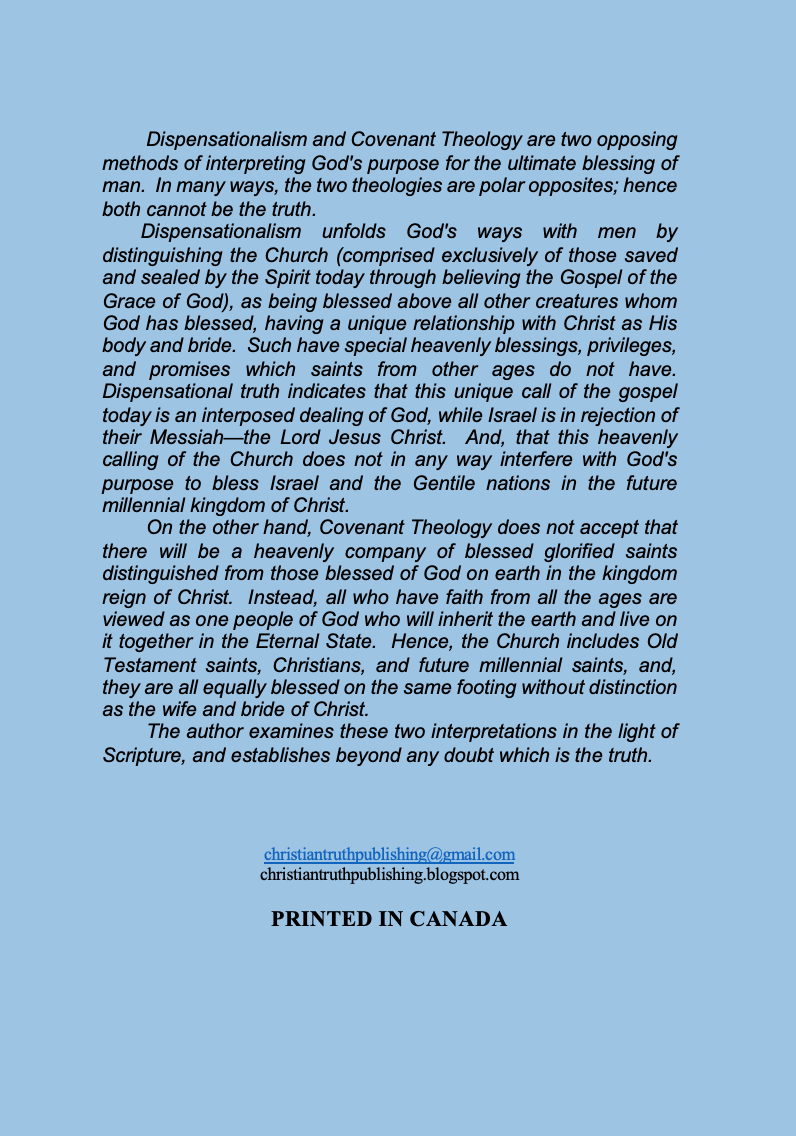 Dispensationalism and Covenant Theology are two opposing
methods of interpreting God's purpose for the ultimate blessing of
man.  In many ways, the two theologies are polar opposites; hence
both cannot be the truth.
Dispensationalism unfolds God's ways with men by
distinguishing the Church (comprised exclusively of those saved
and sealed by the Spirit today through believing the Gospel of the
Grace of God), as being blessed above all other creatures whom
God has blessed, having a unique relationship with Christ as His
body and bride.  Such have special heavenly blessings, privileges,
and promises which saints from other ages do not have.
Dispensational truth indicates that this unique call of the gospel
today is an interposed dealing of God, while Israel is in rejection of
their Messiah—the Lord Jesus Christ.  And, that this heavenly
calling of the Church does not in any way interfere with God's
purpose to bless Israel and the Gentile nations in the future
millennial kingdom of Christ.
On the other hand, Covenant Theology does not accept that
there will be a heavenly company of blessed glorified saints
distinguished from those blessed of God on earth in the kingdom
reign of Christ.  Instead, all who have faith from all the ages are
viewed as one people of God who will inherit the earth and live on
it together in the Eternal State.  Hence, the Church includes Old
Testament saints, Christians, and future millennial saints, and,
they are all equally blessed on the same footing without distinction
as the wife and bride of Christ.
The author examines these two interpretations in the light of
Scripture, and establishes beyond any doubt which is the truth.
christiantruthpublishing@gmail.com
christiantruthpublishing.blogspot.com
PRINTED IN CANADA